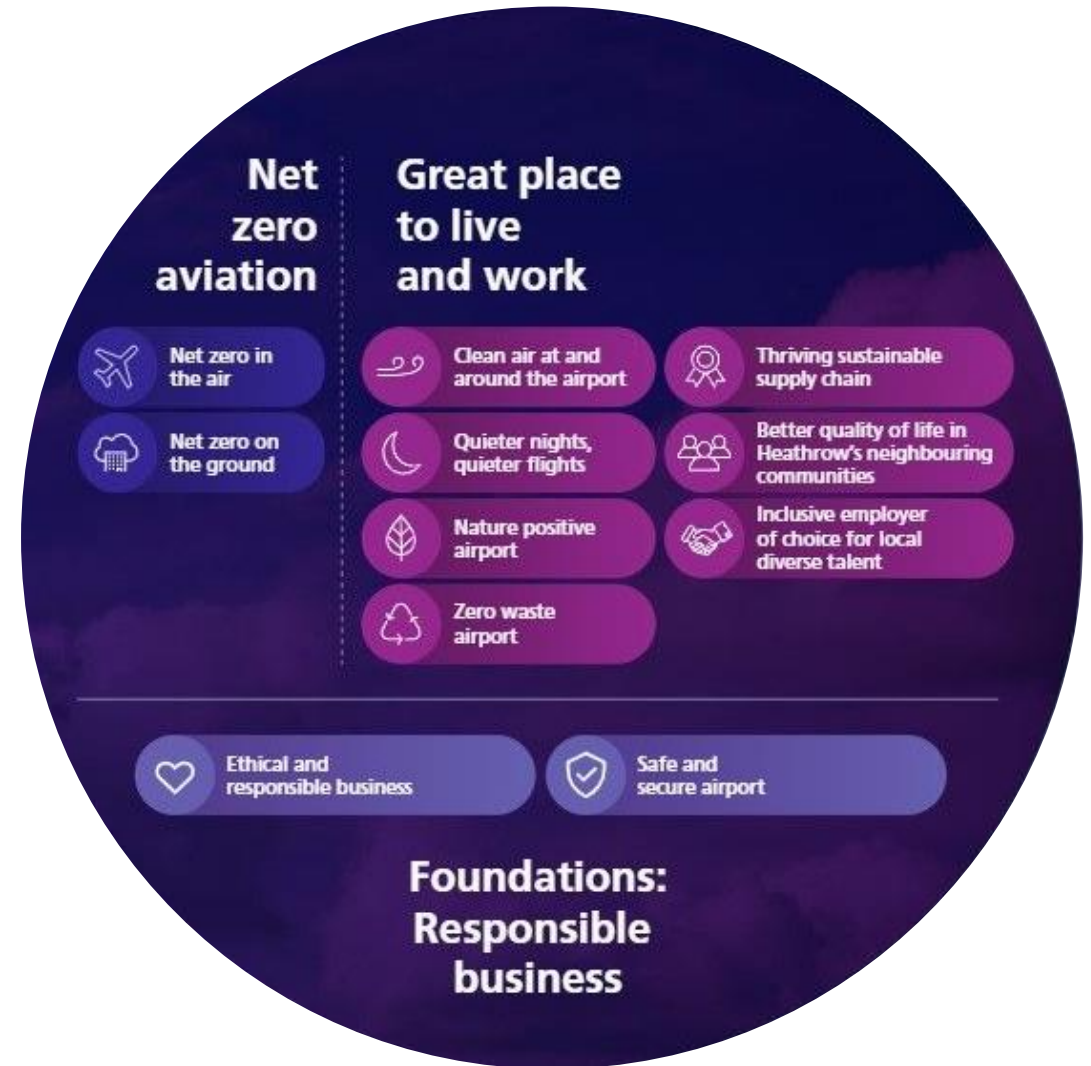 Net
zero
aviation
Net zero in
the air
Net zero on
the ground
Great place
to live
and work
Clean air at and
around the airport
Quieter nights,
quieter flights
Nature positive
airport
Zero waste
airport
Thriving sustainable
supply chain
Better quality of life in
Heathrow's neighbouring
communities
Inclusive employer
of choice for local
diverse talent
Ethical and
responsible business
Safe and
secure airport
Foundations:
Responsible
business